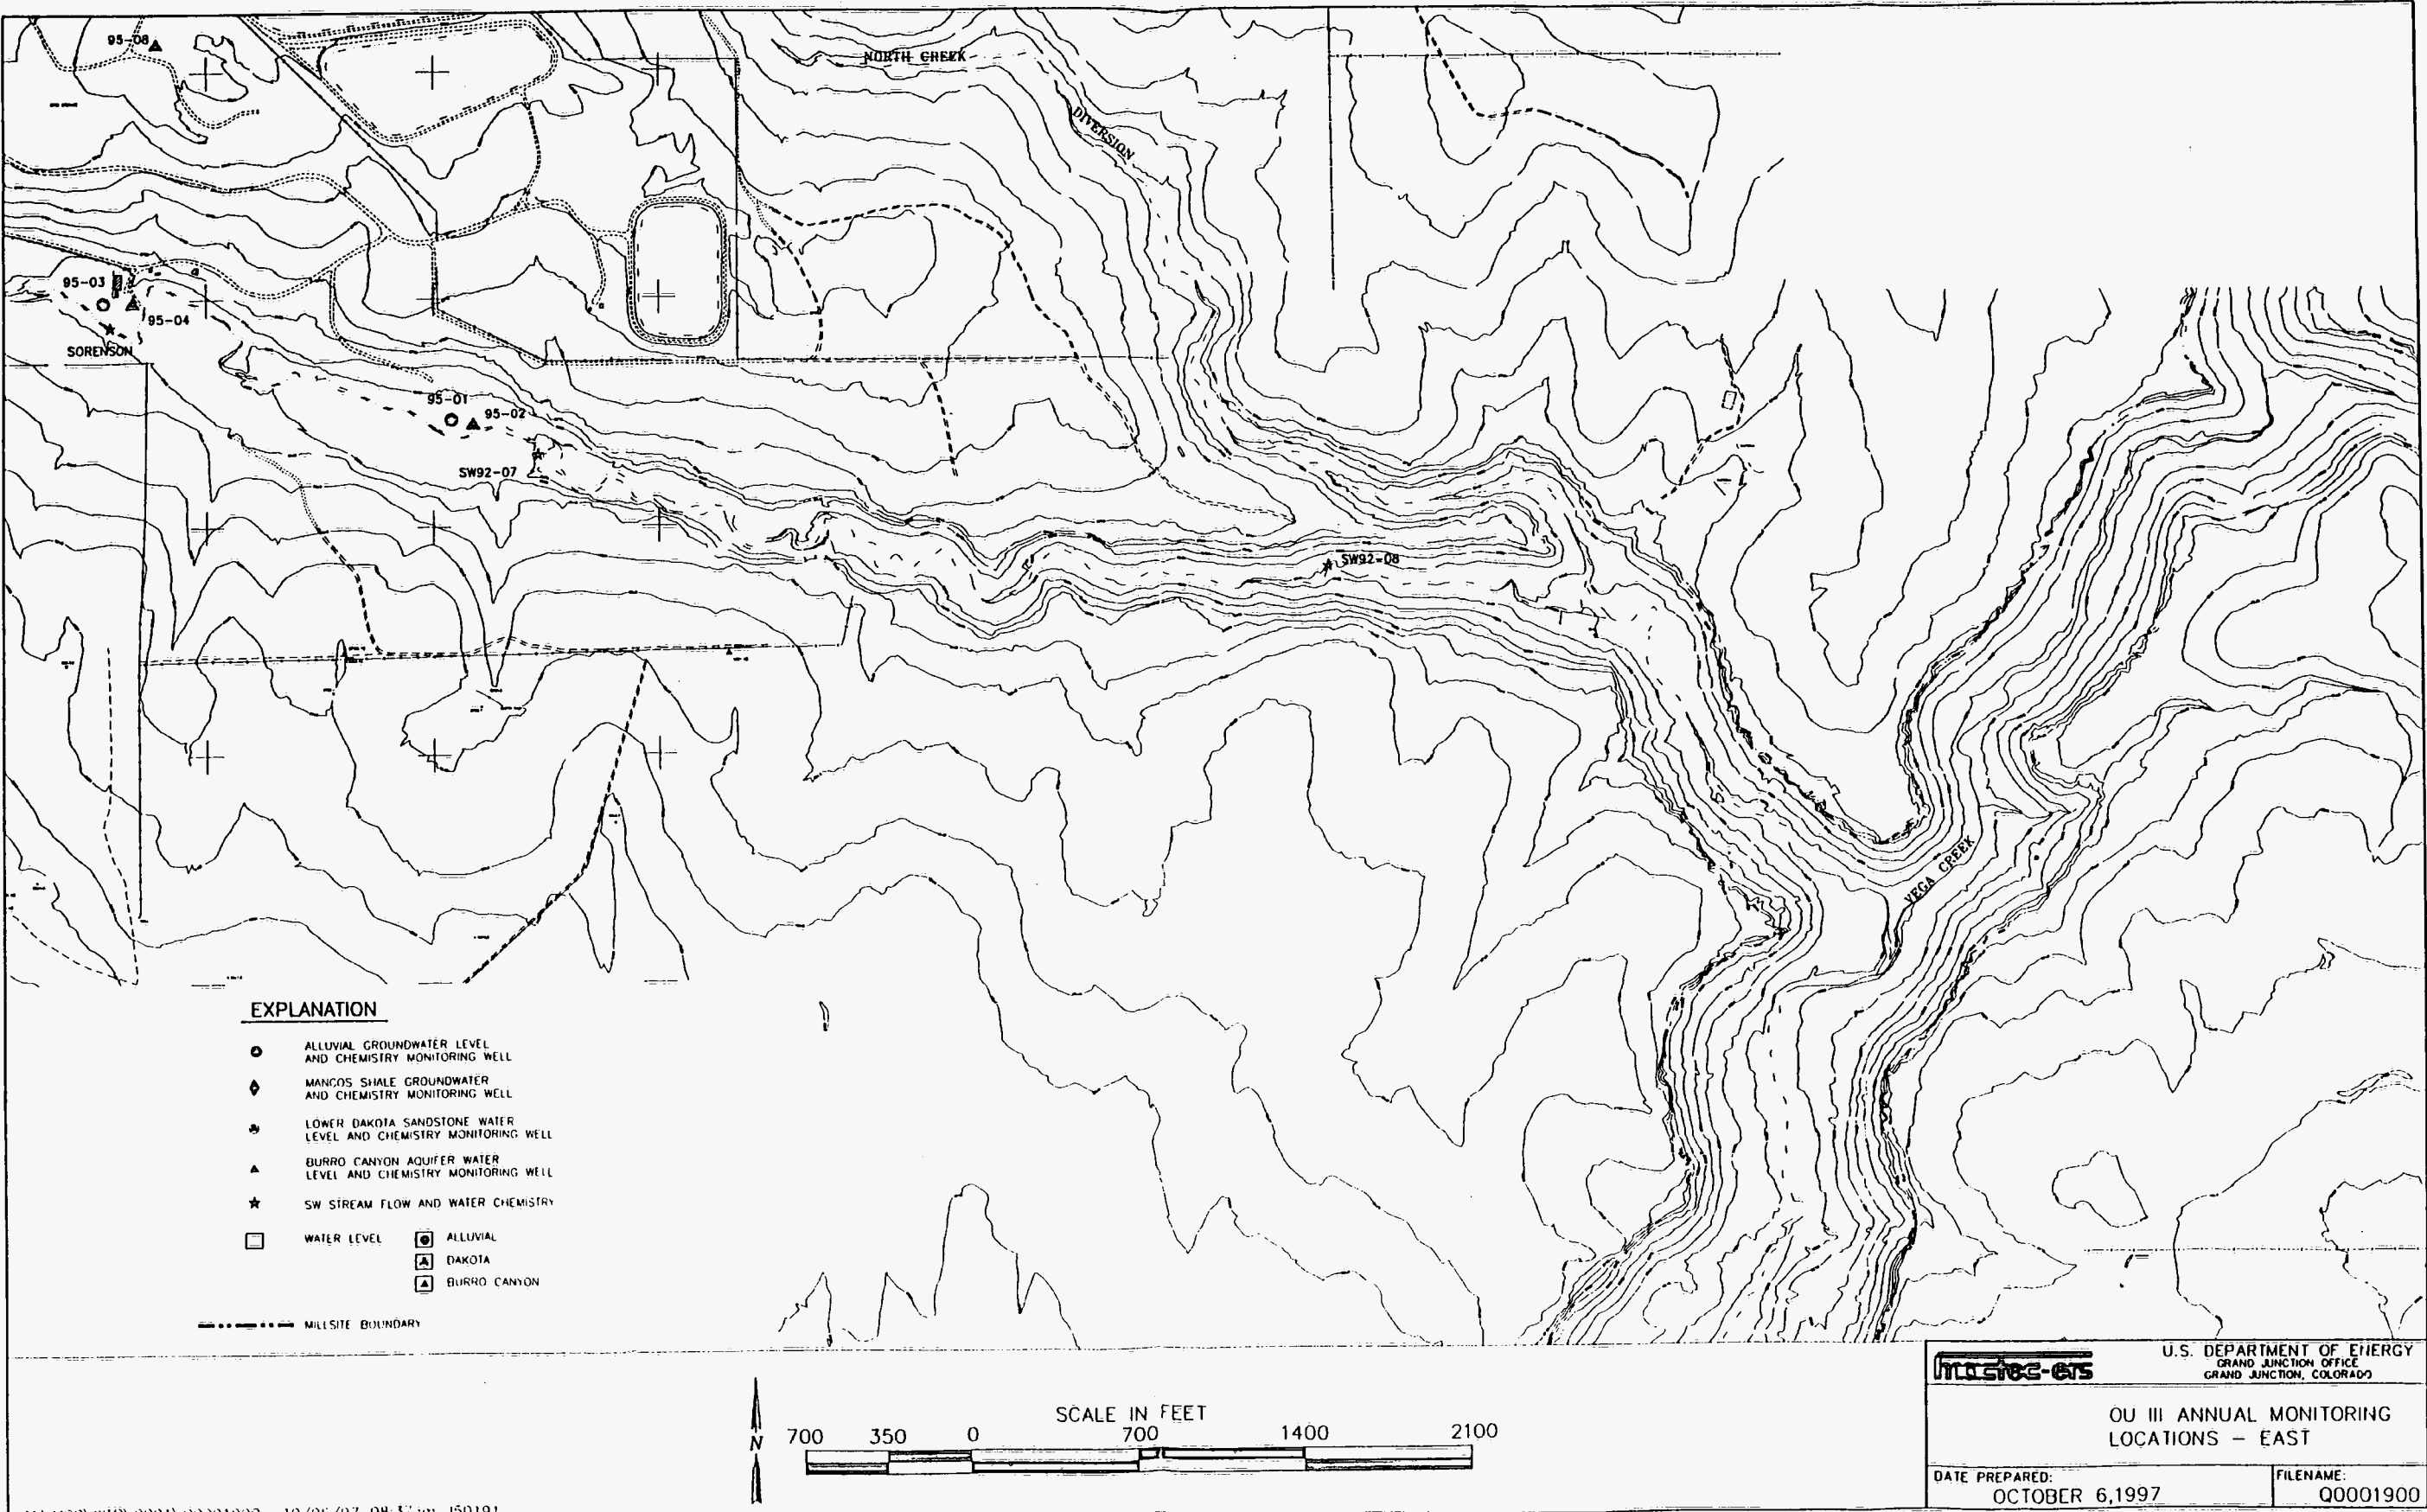 95-08
NORTH CREEK
DIVERSION
95-03
95-04
SORENSON
95-01
95-02
SW92-07
SW92-08
VEGA CREEK
EXPLANATION
ALLUVIAL GROUNDWATER LEVEL
AND CHEMISTRY MONITORING WELL
MANCOS SHALE GROUNDWATER
AND CHEMISTRY MONITORING WELL
LOWER DAKOTA SANDSTONE WATER
LEVEL AND CHEMISTRY MONITORING WELL
BURRO CANYON AQUIFER WATER
LEVEL AND CHEMISTRY MONITORING WELL
SW STREAM FLOW AND WATER CHEMISTRY
WATER LEVEL
ALLUVIAL
DAKOTA
BURRO CANYON
MILLSITE BOUNDARY
N
SCALE IN FEET
700 350 0 700 1400 2100
mactec-ers
U.S. DEPARTMENT OF ENERGY
GRAND JUNCTION OFFICE
GRAND JUNCTION, COLORADO
OU III ANNUAL MONITORING
LOCATIONS – EAST
DATE PREPARED:
OCTOBER 6,1997
FILENAME:
Q0001900